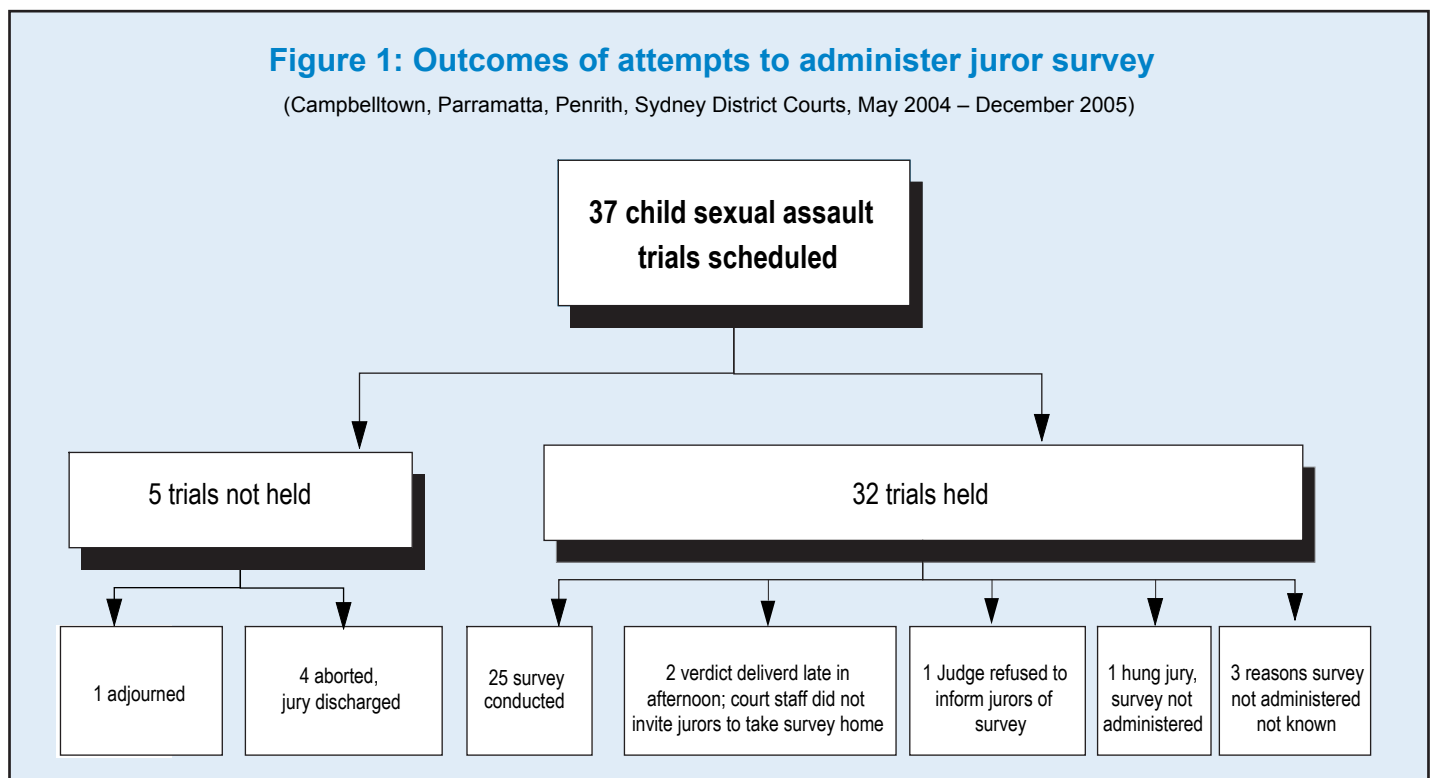 Figure 1: Outcomes of attempts to administer juror survey
(Campbelltown, Parramatta, Penrith, Sydney District Courts, May 2004 – December 2005)
37 child sexual assault
trials scheduled
5 trials not held
32 trials held
1 adjourned
4 aborted,
jury discharged
25 survey
conducted
2 verdict deliverd late in
afternoon; court staff did not
invite jurors to take survey home
1 Judge refused to
inform jurors of
survey
1 hung jury,
survey not
administered
3 reasons survey
not administered
not known